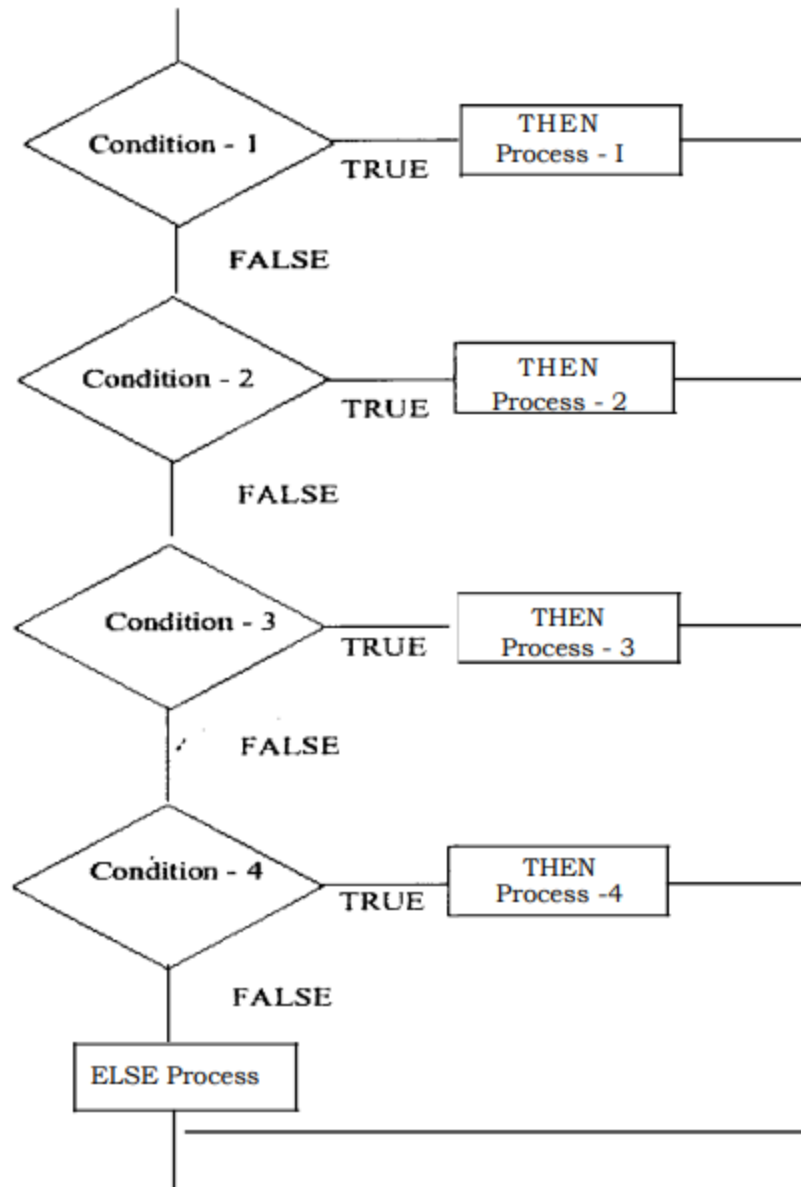 Condition - 1
TRUE
THEN
Process - I
FALSE
Condition - 2
TRUE
THEN
Process - 2
FALSE
Condition - 3
TRUE
THEN
Process - 3
FALSE
Condition - 4
TRUE
THEN
Process -4
FALSE
ELSE Process